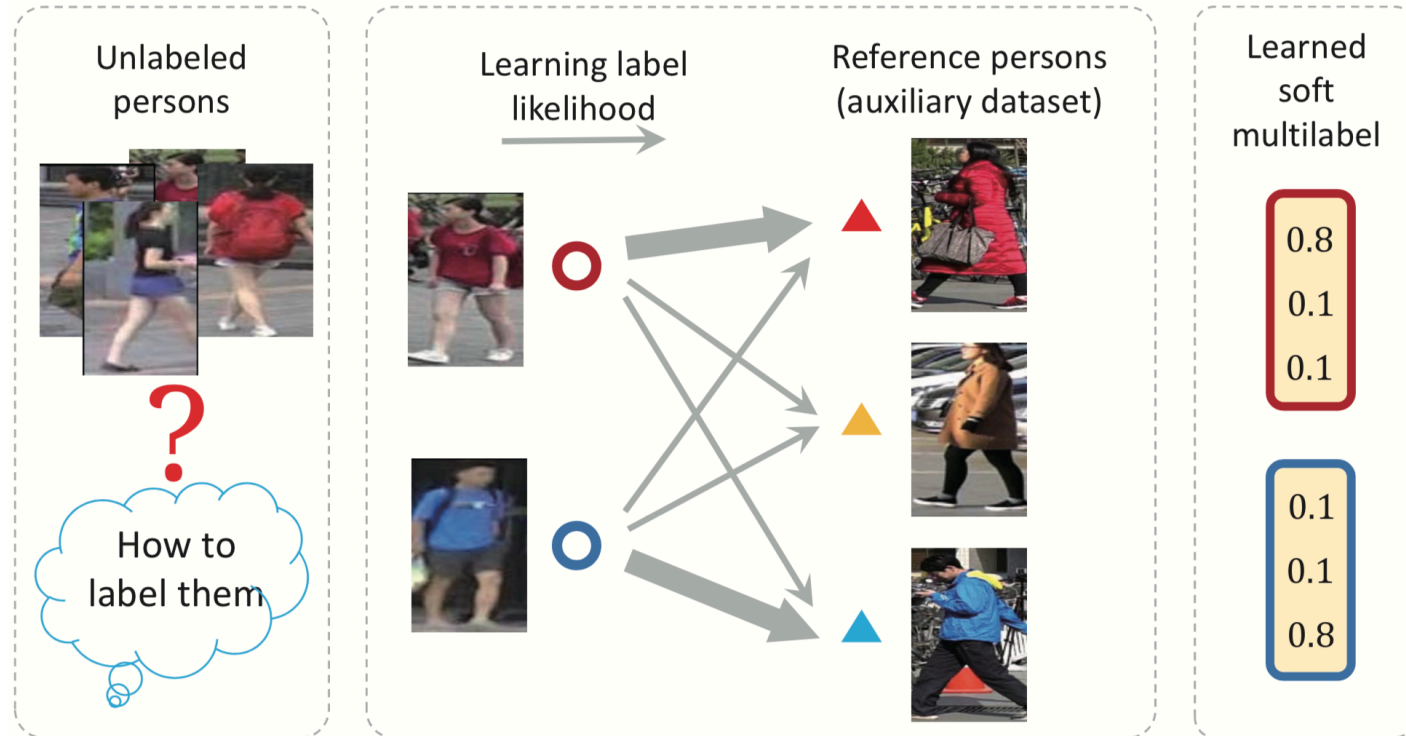 Unlabeled
persons
?
How to
label them
Learning label
likelihood
Reference persons
(auxiliary dataset)
Learned
soft
multilabel
0.8
0.1
0.1
0.1
0.1
0.8